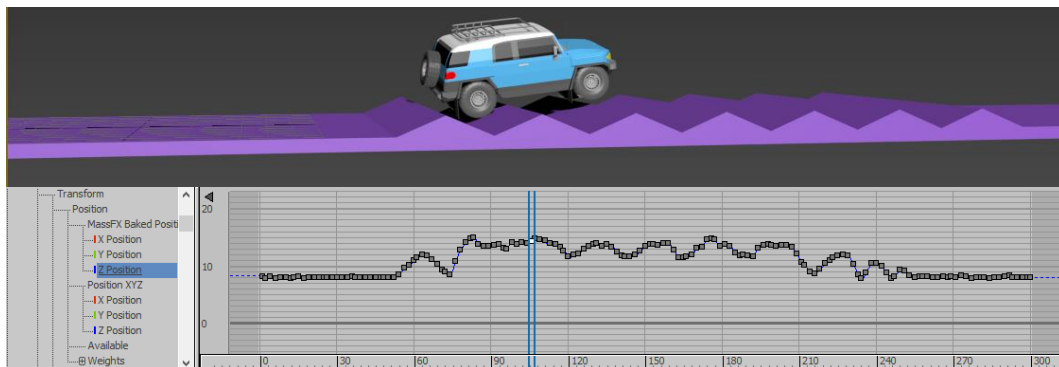 Transform
Position
MassFX Baked Positi
X Position
Y Position
Z Position
Position XYZ
X Position
Y Position
Z Position
Available
Weights
20
10
0
0 30 60 90 120 150 180 210 240 270 300